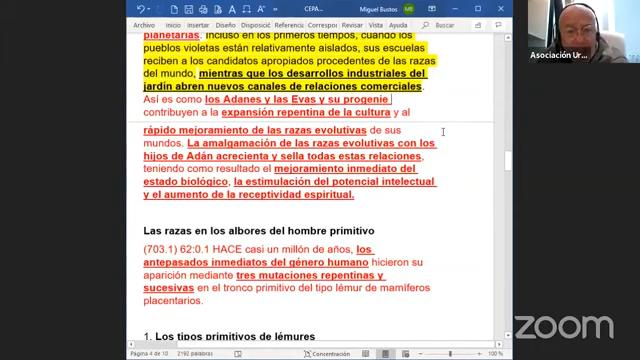 CEPA...
Miguel Bustos
MB
Archivo
Inicio
Insertar
Dibujar
Diseño
Disposición
Referencias
Correspondencia
Revisar
Vista
Ayuda
planetarias. Incluso en los primeros tiempos, cuando los
pueblos violetas están relativamente aislados, sus escuelas
reciben a los candidatos apropiados procedentes de las razas
del mundo, mientras que los desarrollos industriales del
jardín abren nuevos canales de relaciones comerciales.
Así es como los Adanes y las Evas y su progenie
contribuyen a la expansión repentina de la cultura y al
rápido mejoramiento de las razas evolutivas de sus
mundos. La amalgamación de las razas evolutivas con los
hijos de Adán acrecienta y sella todas estas relaciones,
teniendo como resultado el mejoramiento inmediato del
estado biológico, la estimulación del potencial intelectual
y el aumento de la receptividad espiritual.
Las razas en los albores del hombre primitivo
(703.1) 62:0.1 HACE casi un millón de años, los
antepasados inmediatos del género humano hicieron su
aparición mediante tres mutaciones repentinas y
sucesivas en el tronco primitivo del tipo lémur de mamíferos
placentarios.
1. Los tipos primitivos de lémures
Página 4 de 10
2192 palabras
Concentración
100 %
Asociación Ur...
zoom